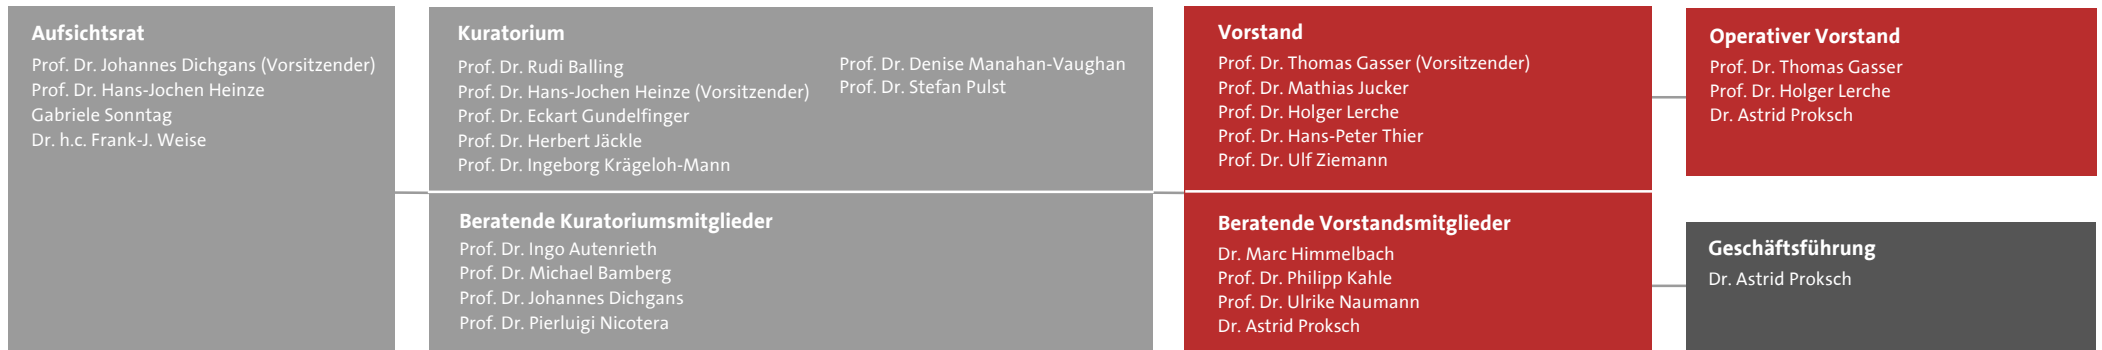 Aufsichtsrat
Prof. Dr. Johannes Dichgans (Vorsitzender)
Prof. Dr. Hans-Jochen Heinze
Gabriele Sonntag
Dr. h.c. Frank-J. Weise
Kuratorium
Prof. Dr. Rudi Balling
Prof. Dr. Hans-Jochen Heinze (Vorsitzender)
Prof. Dr. Eckart Gundelfinger
Prof. Dr. Herbert Jäckle
Prof. Dr. Ingeborg Krägeloh-Mann
Prof. Dr. Denise Manahan-Vaughan
Prof. Dr. Stefan Pulst
Beratende Kuratoriumsmitglieder
Prof. Dr. Ingo Autenrieth
Prof. Dr. Michael Bamberg
Prof. Dr. Johannes Dichgans
Prof. Dr. Pierluigi Nicotera
Vorstand
Prof. Dr. Thomas Gasser (Vorsitzender)
Prof. Dr. Mathias Jucker
Prof. Dr. Holger Lerche
Prof. Dr. Hans-Peter Thier
Prof. Dr. Ulf Ziemann
Beratende Vorstandsmitglieder
Dr. Marc Himmelbach
Prof. Dr. Philipp Kahle
Prof. Dr. Ulrike Naumann
Dr. Astrid Proksch
Operativer Vorstand
Prof. Dr. Thomas Gasser
Prof. Dr. Holger Lerche
Dr. Astrid Proksch
Geschäftsführung
Dr. Astrid Proksch